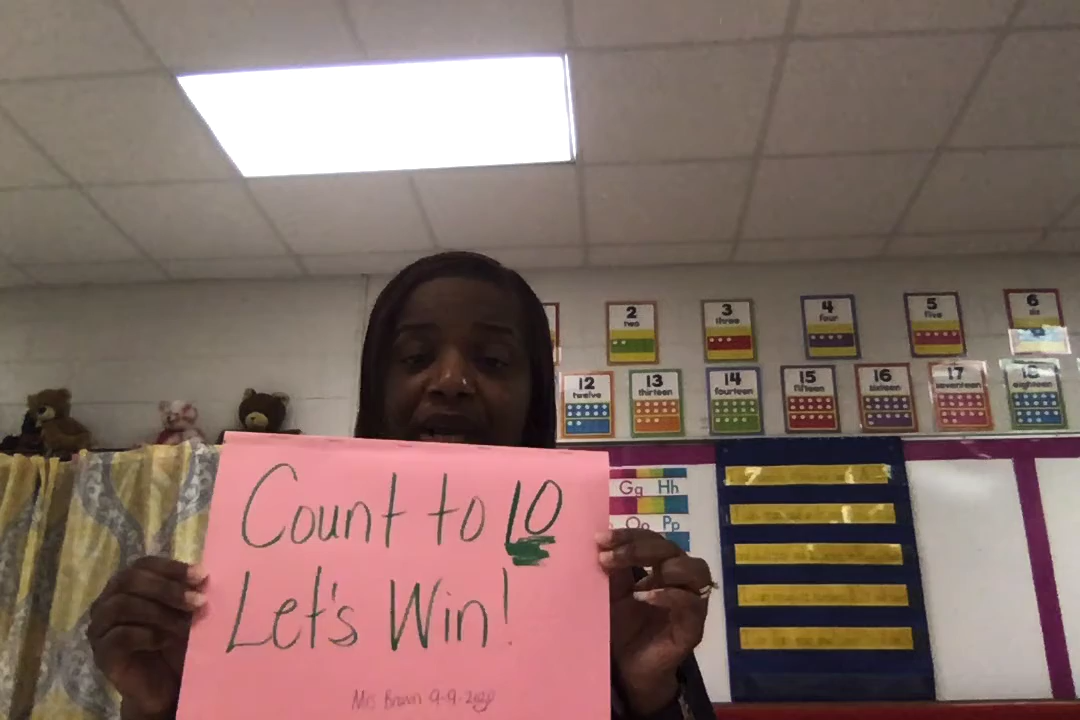 2
two
3
three
4
four
5
five
6
six
12
twelve
13
thirteen
14
fourteen
15
fifteen
16
sixteen
17
seventeen
18
eighteen
Gg Hh
Oo Pp
Count to 10
Let's Win!
Mrs Brown 9-9-2020